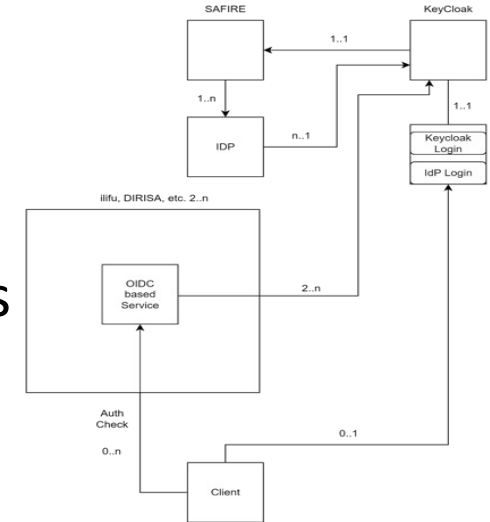 SAFIRE
KeyCloak
1..1
1..n
1..1
IDP
n..1
Keycloak
Login
IdP Login
ilifu, DIRISA, etc. 2..n
s
OIDC
based
Service
2..n
Auth
Check
0..n
0..1
Client